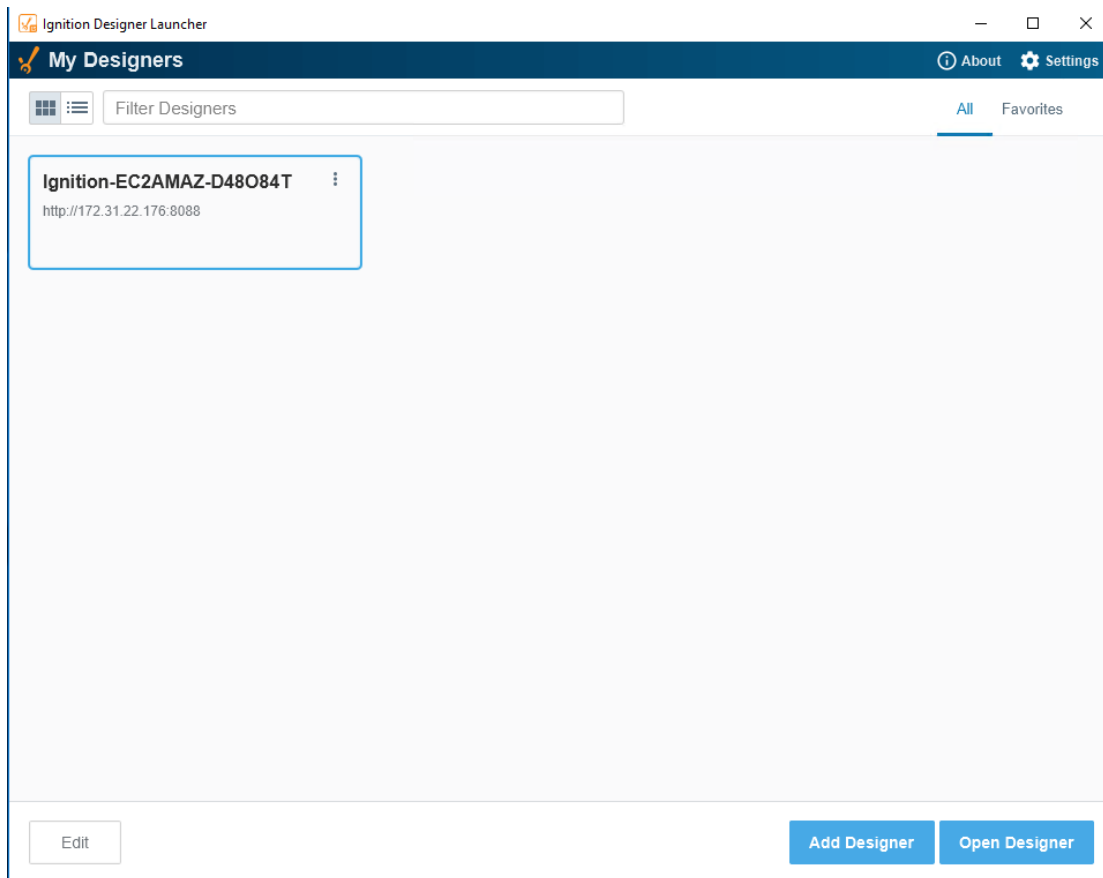 Ignition Designer Launcher
My Designers
About
Settings
Filter Designers
All
Favorites
Ignition-EC2AMAZ-D48O84T
http://172.31.22.176:8088
Edit
Add Designer
Open Designer